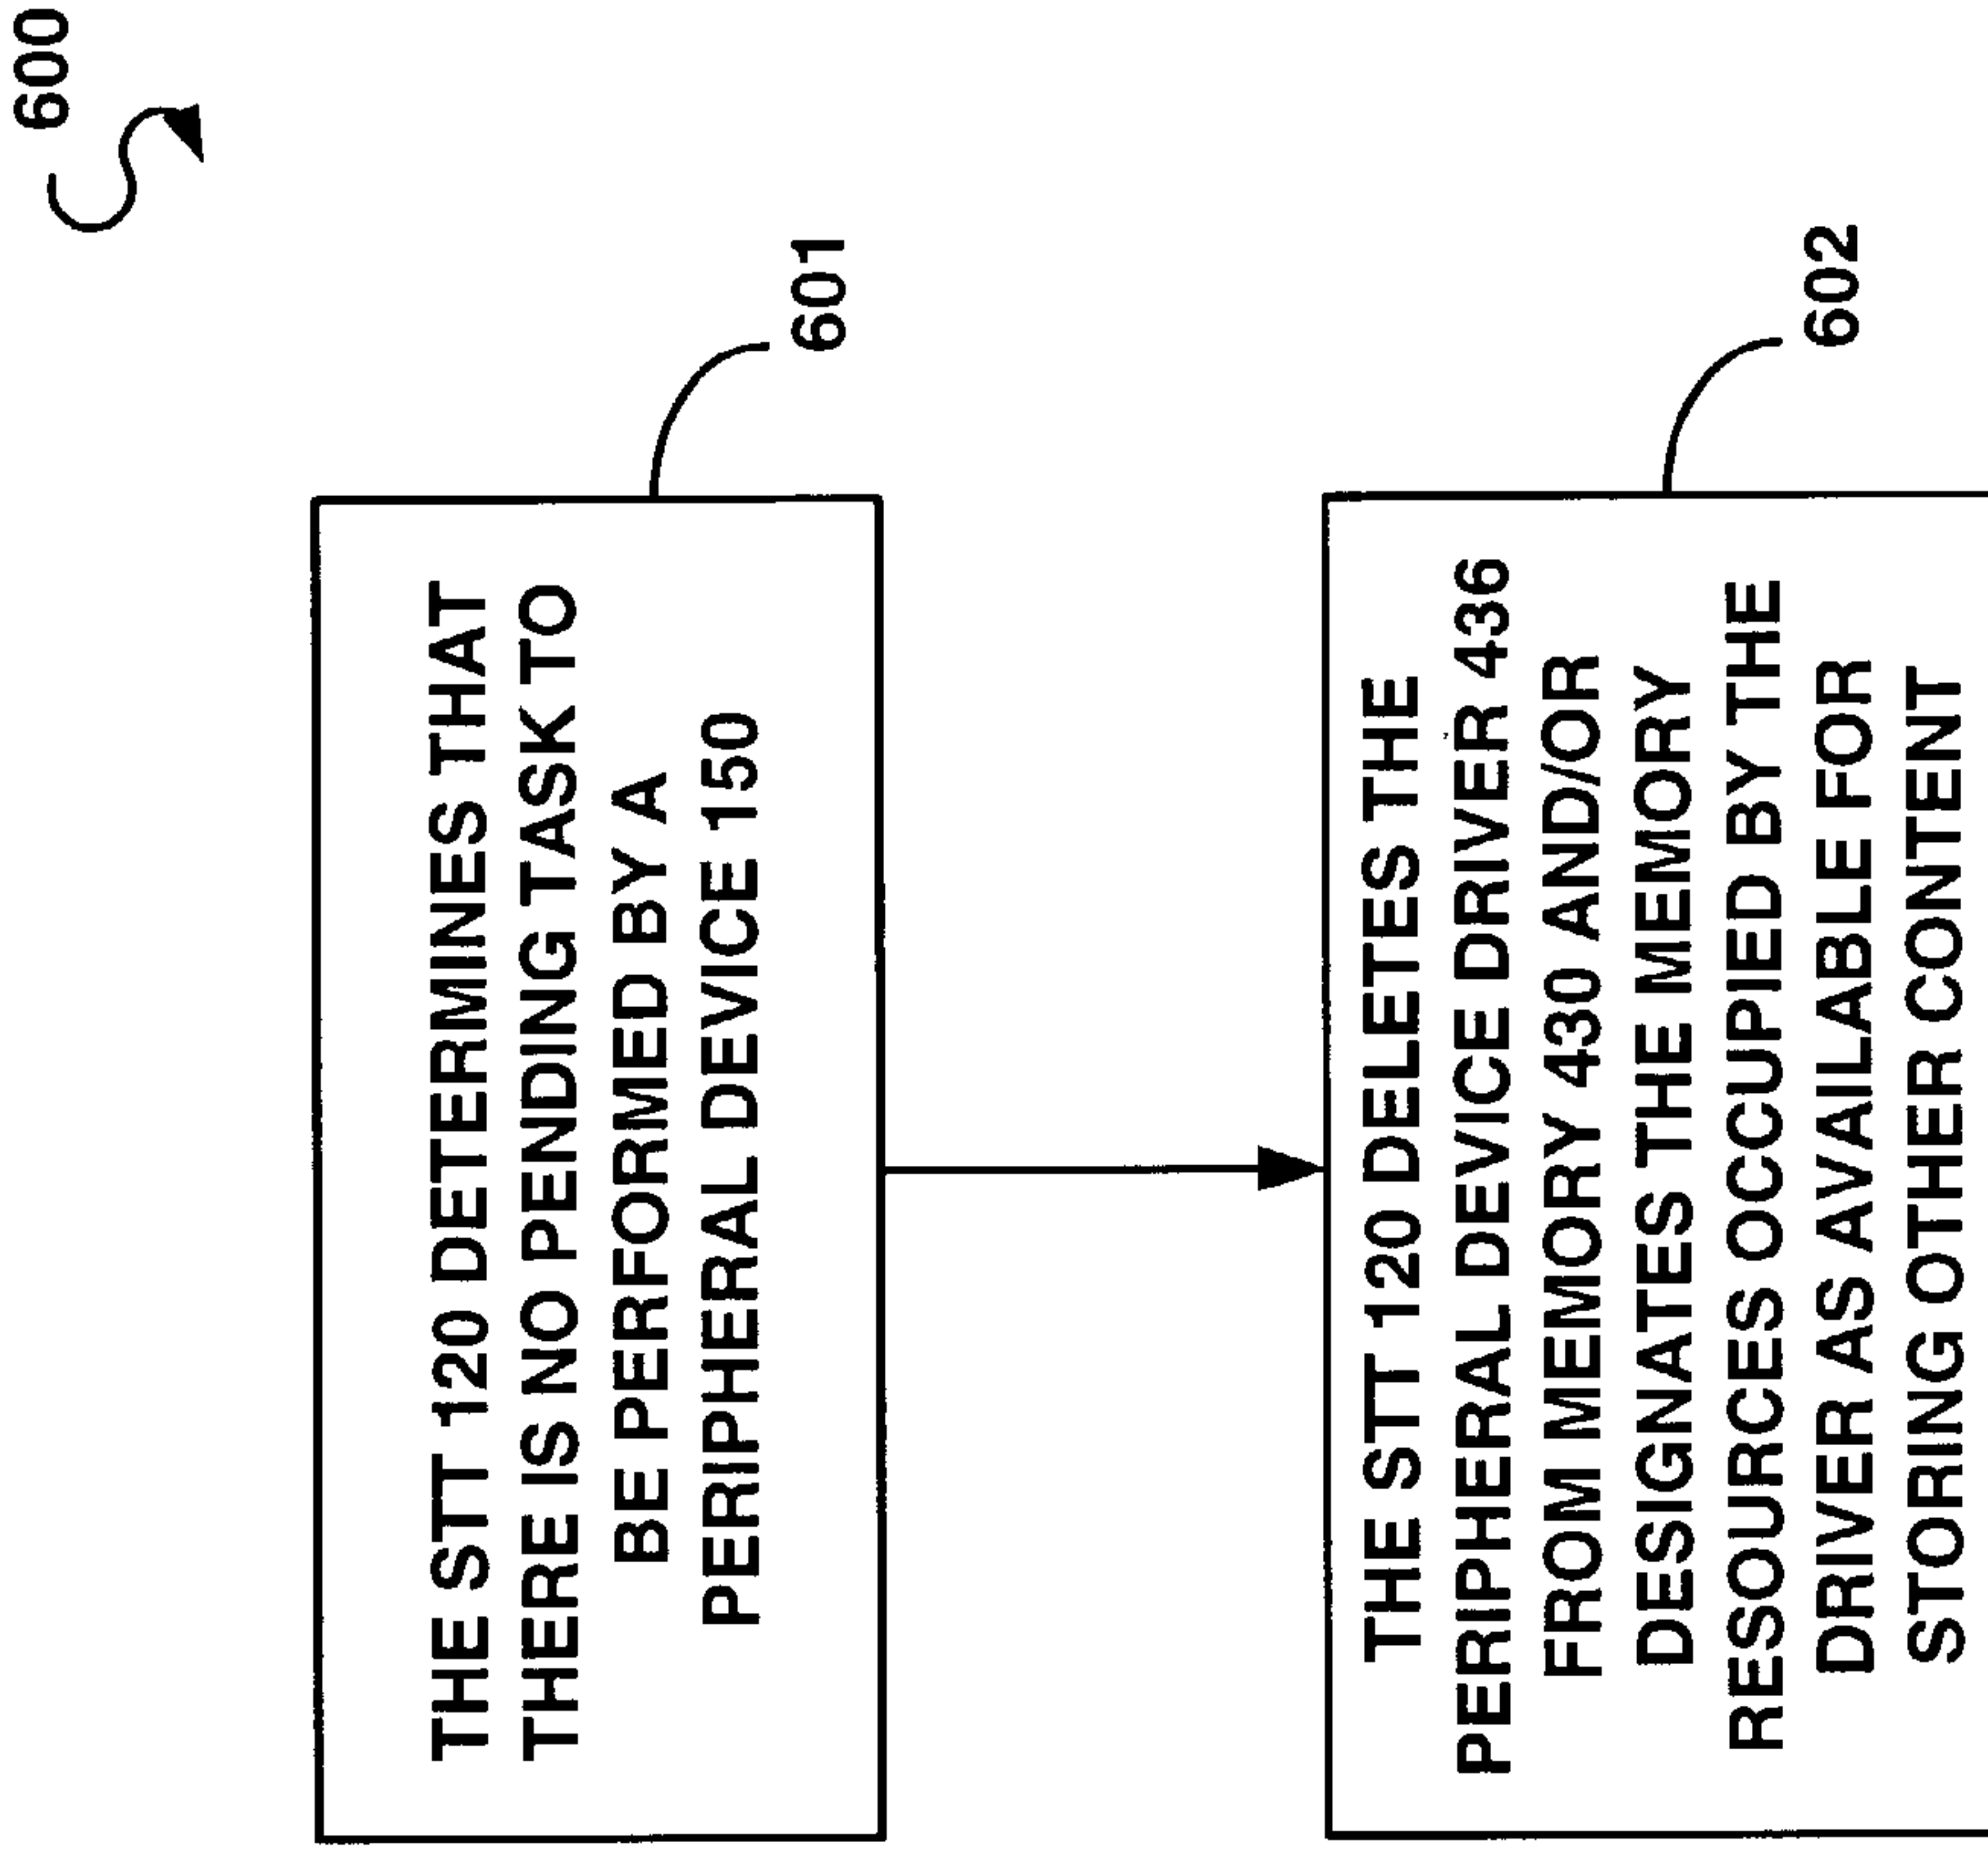 600
THE STT 120 DETERMINES THAT
THERE IS NO PENDING TASK TO
BE PERFORMED BY A
PERIPHERAL DEVICE 150
601
THE STT 120 DELETES THE
PERIPHERAL DEVICE DRIVER 436
FROM MEMORY 430 AND/OR
DESIGNATES THE MEMORY
RESOURCES OCCUPIED BY THE
DRIVER AS AVAILABLE FOR
STORING OTHER CONTENT
602